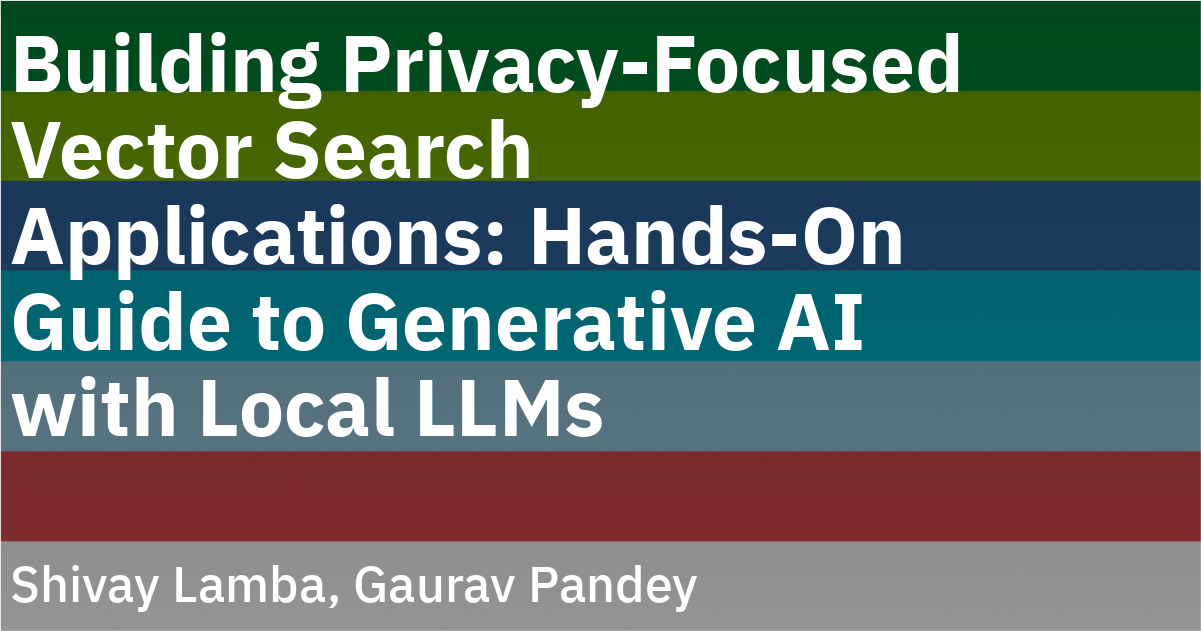 Building Privacy-Focused
Vector Search
Applications: Hands-On
Guide to Generative AI
with Local LLMs
Shivay Lamba, Gaurav Pandey